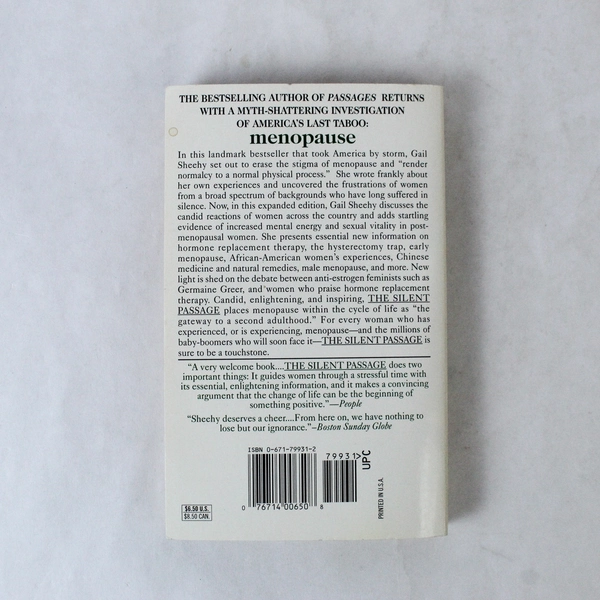 THE BESTSELLING AUTHOR OF PASSAGES RETURNS
WITH A MYTH-SHATTERING INVESTIGATION
OF AMERICA'S LAST TABOO:
menopause
In this landmark bestseller that took America by storm, Gail
Sheehy set out to erase the stigma of menopause and "render
normalcy to a normal physical process." She wrote frankly about
her own experiences and uncovered the frustrations of women
from a broad spectrum of backgrounds who have long suffered in
silence. Now, in this expanded edition, Gail Sheehy discusses the
candid reactions of women across the country and adds startling
evidence of increased mental energy and sexual vitality in post-
menopausal women. She presents essential new information on
hormone replacement therapy, the hysterectomy trap, early
menopause, African-American women's experiences, Chinese
medicine and natural remedies, male menopause, and more. New
light is shed on the debate between anti-estrogen feminists such as
Germaine Greer, and women who praise hormone replacement
therapy. Candid, enlightening, and inspiring, THE SILENT
PASSAGE places menopause within the cycle of life as "the
gateway to a second adulthood." For every woman who has
experienced, or is experiencing, menopause—and the millions of
baby-boomers who will soon face it—THE SILENT PASSAGE is
sure to be a touchstone.
"A very welcome book....THE SILENT PASSAGE does two
important things: It guides women through a stressful time with
its essential, enlightening information, and it makes a convincing
argument that the change of life can be the beginning of
something positive."—People
"Sheehy deserves a cheer....From here on, we have nothing to
lose but our ignorance."–Boston Sunday Globe
ISBN 0-671-79931-2
79931>
UPC
0 76714 00650 8
PRINTED IN U.S.A.
$6.50 U.S.
$8.50 CAN.